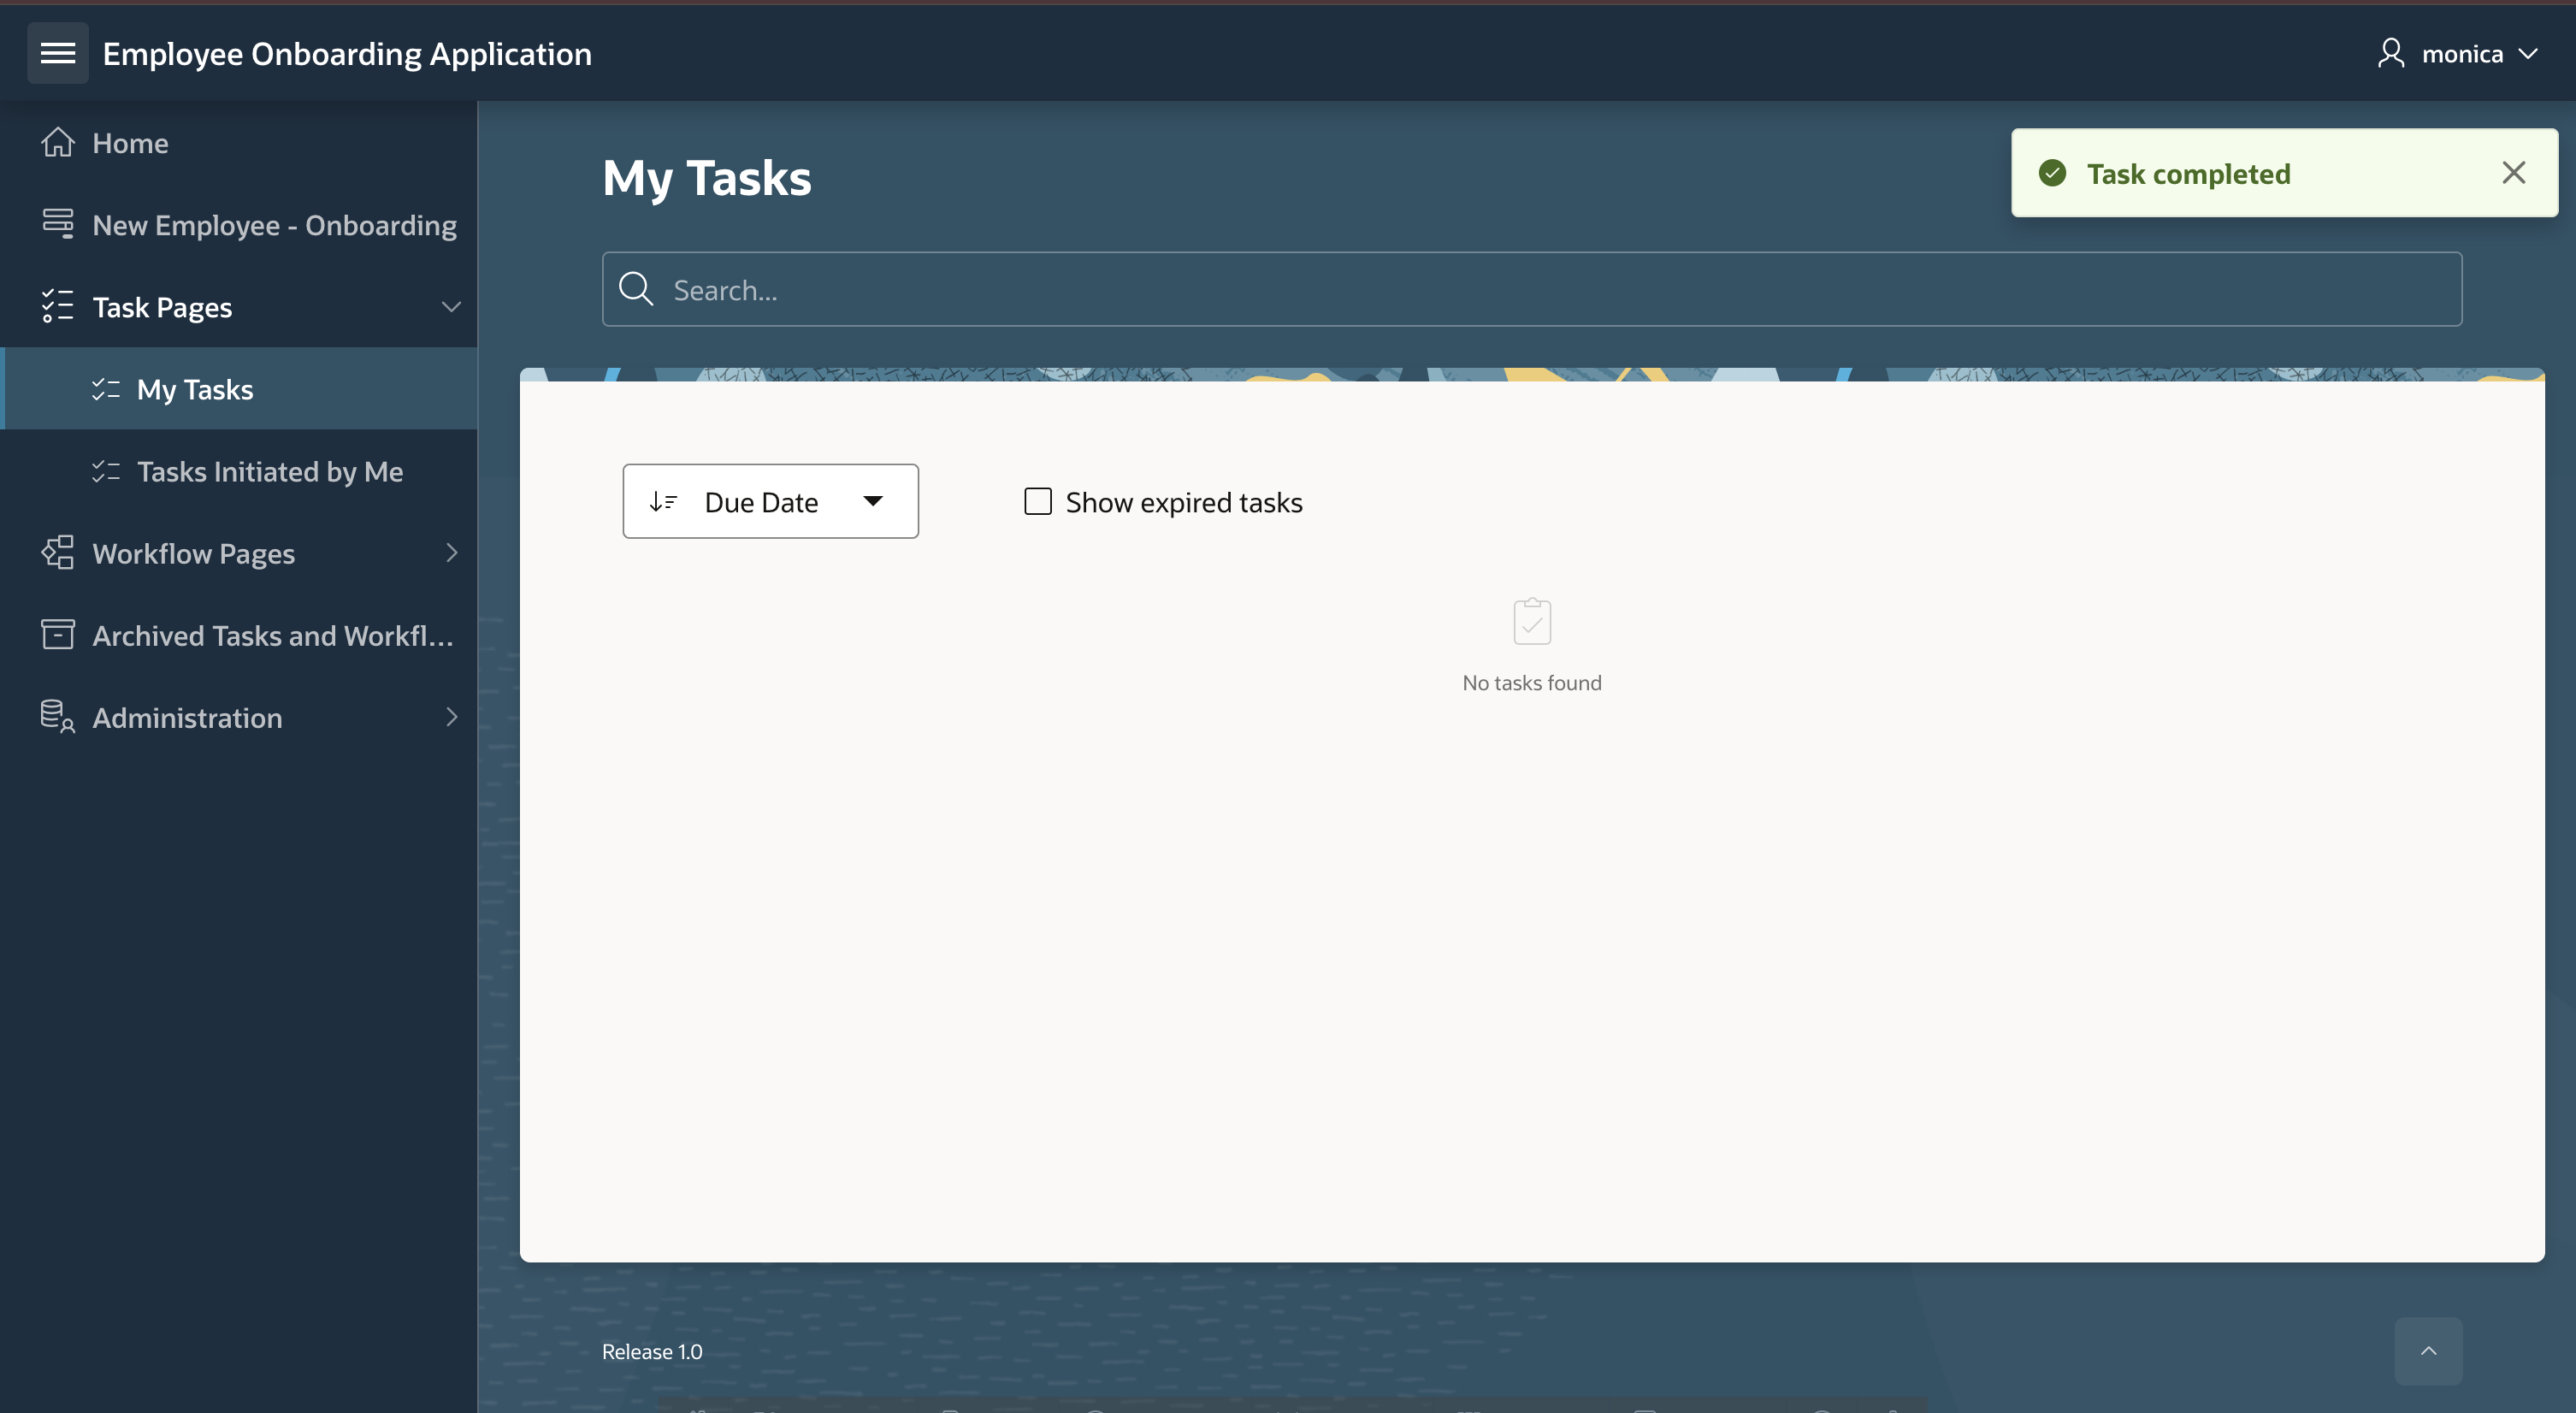 Employee Onboarding Application
monica
Home
New Employee - Onboarding
Task Pages
My Tasks
Tasks Initiated by Me
Workflow Pages
Archived Tasks and Workfl...
Administration
My Tasks
Task completed
Search...
Due Date
Show expired tasks
No tasks found
Release 1.0